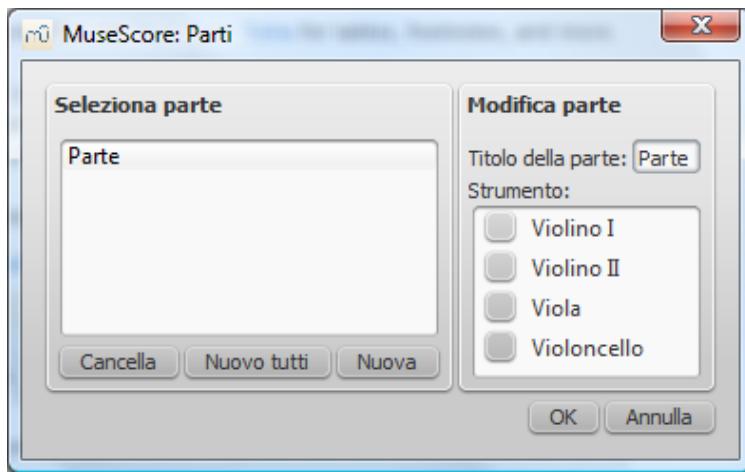 MuseScore: Parti
Seleziona parte
Parte
Cancella Nuovo tutti Nuova
Modifica parte
Titolo della parte: Parte
Strumento:
Violino I
Violino II
Viola
Violoncello
OK Annulla